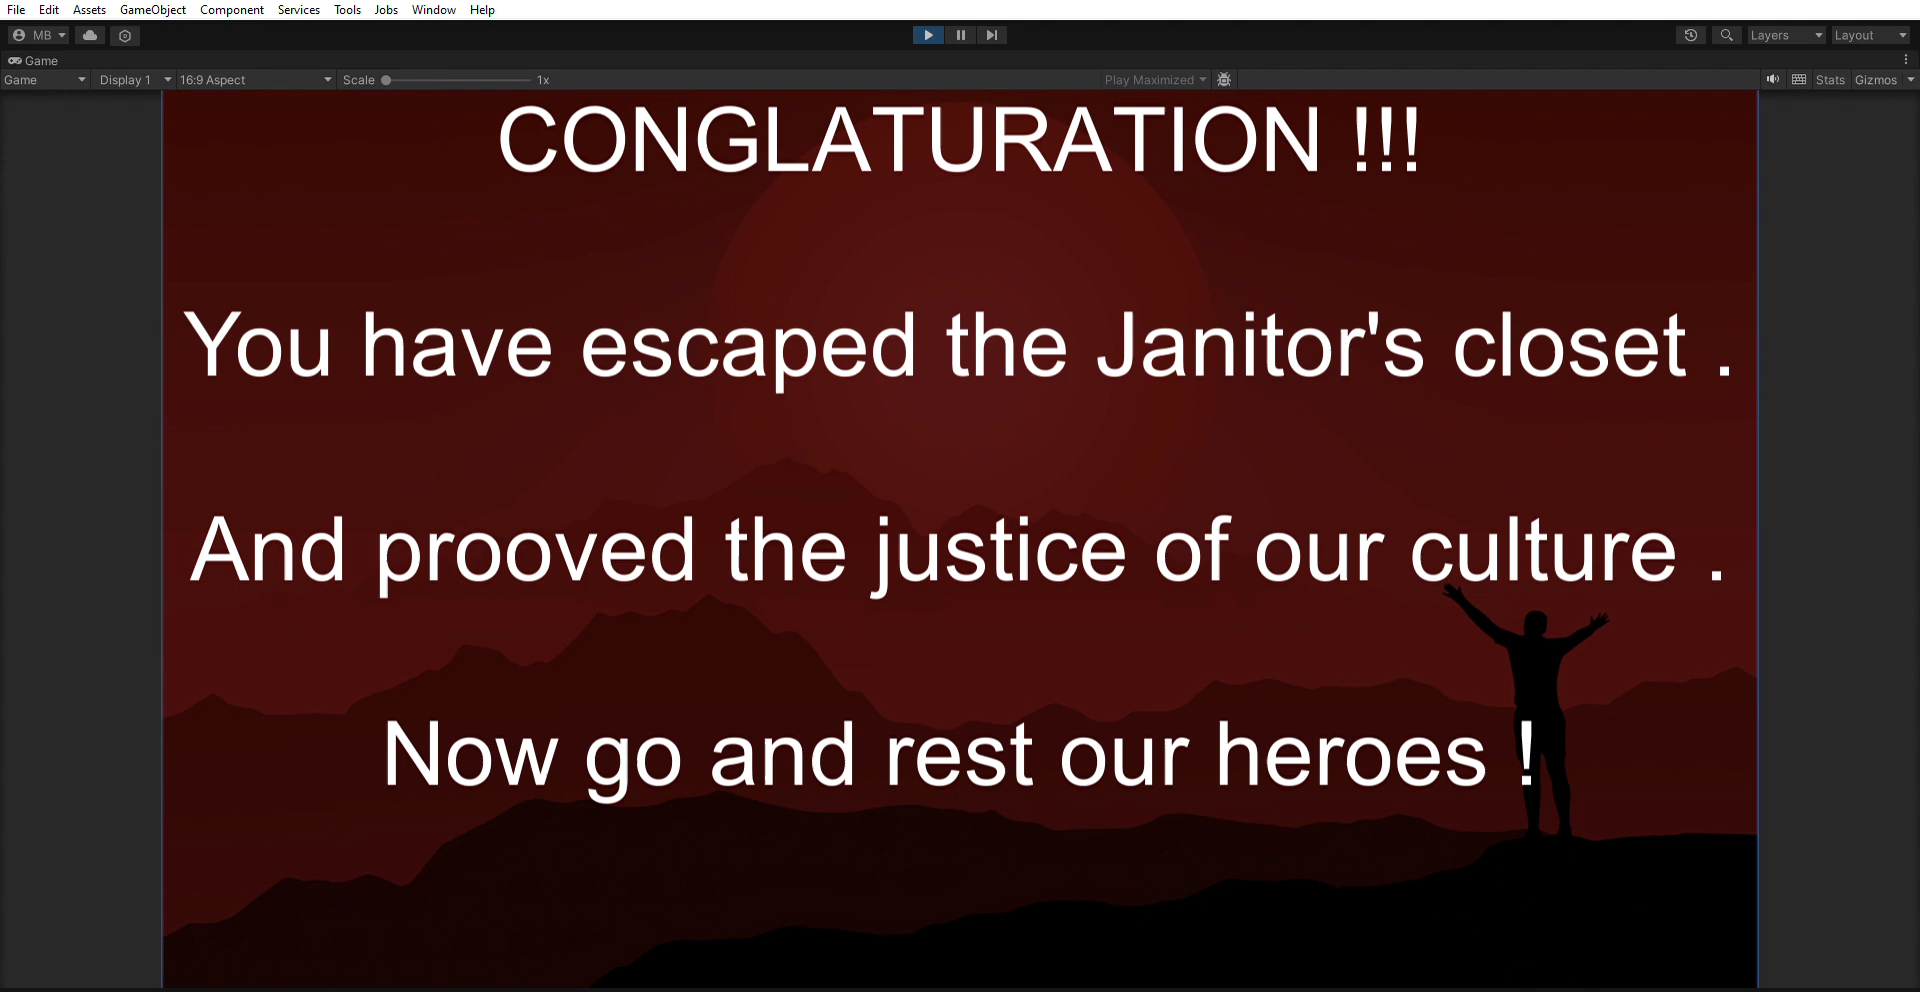 File Edit Assets GameObject Component Services Tools Jobs Window Help
MB Layers Layout
Game
Game Display 1 16:9 Aspect Scale 1x Play Maximized Stats Gizmos
CONGLATURATION !!!
You have escaped the Janitor's closet .
And prooved the justice of our culture .
Now go and rest our heroes !